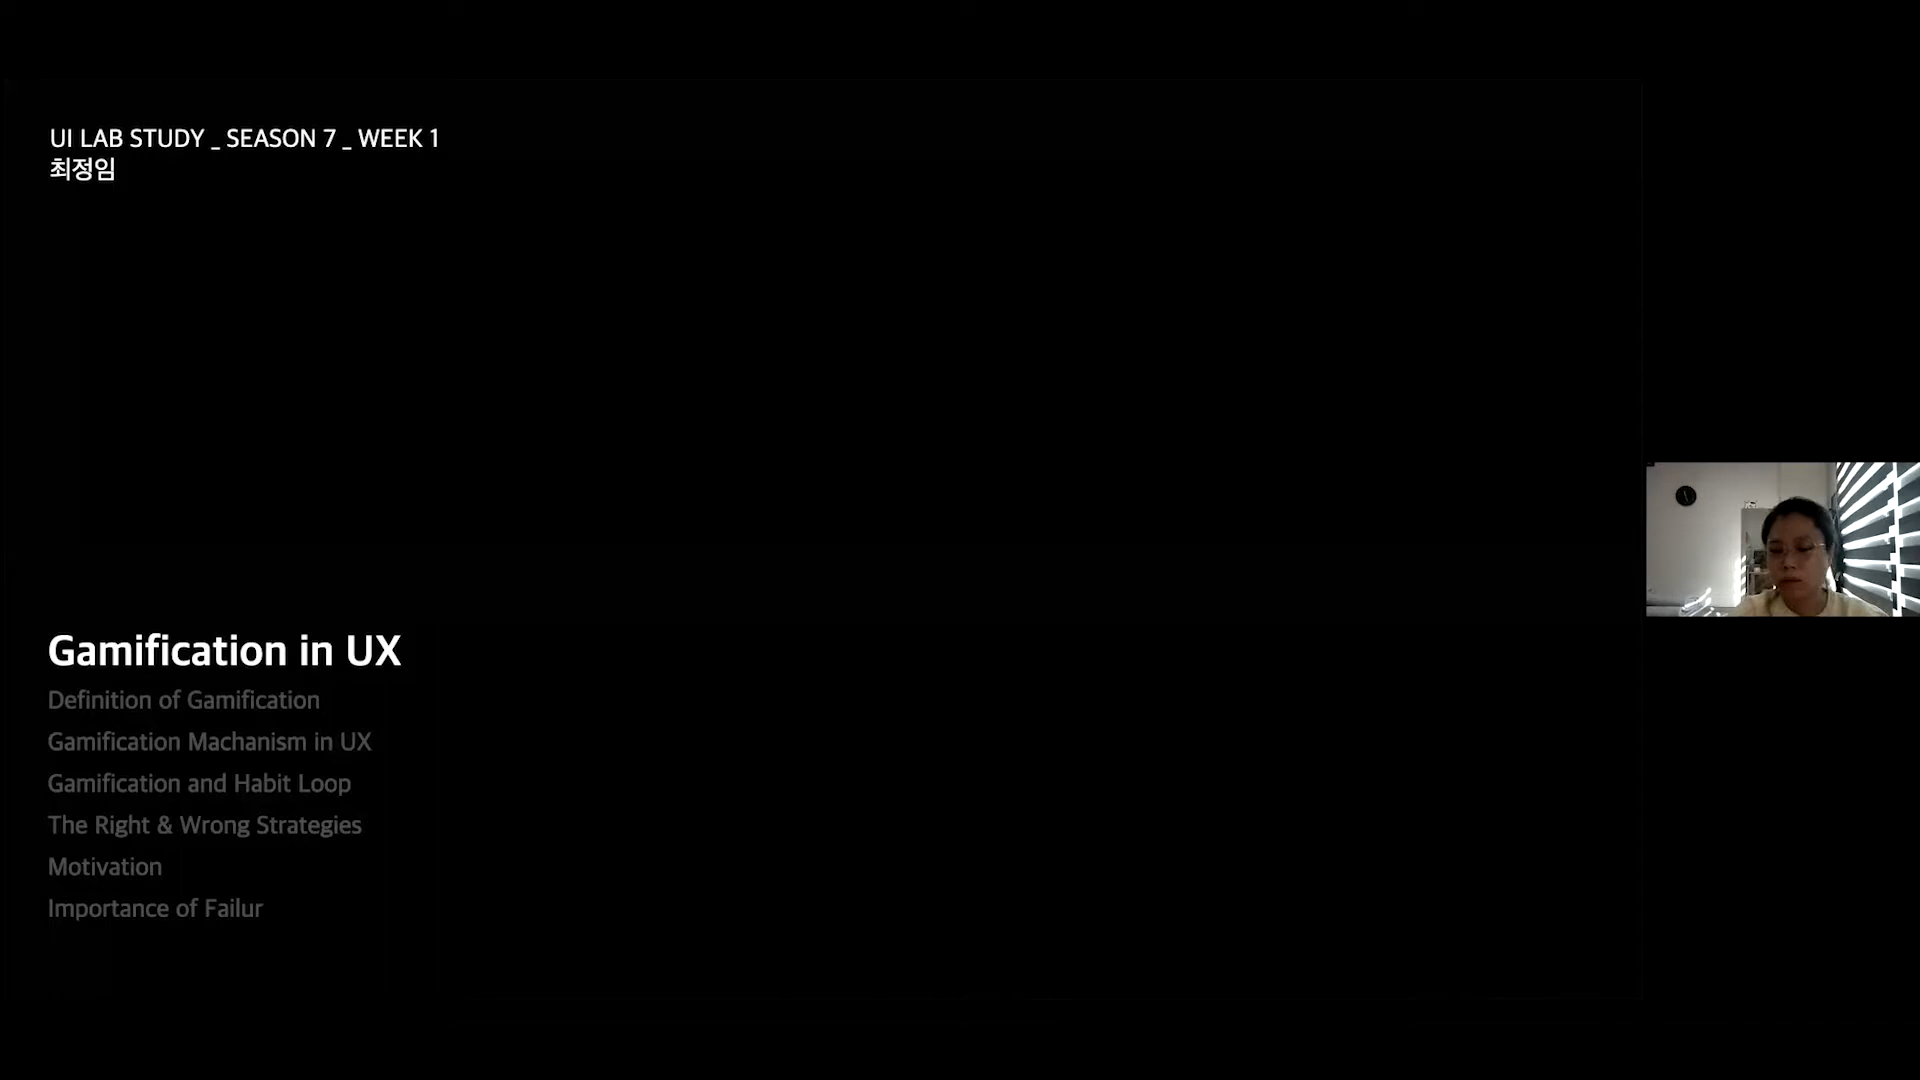 UI LAB STUDY _ SEASON 7 _ WEEK 1
최정임
Gamification in UX
Definition of Gamification
Gamification Machanism in UX
Gamification and Habit Loop
The Right & Wrong Strategies
Motivation
Importance of Failur